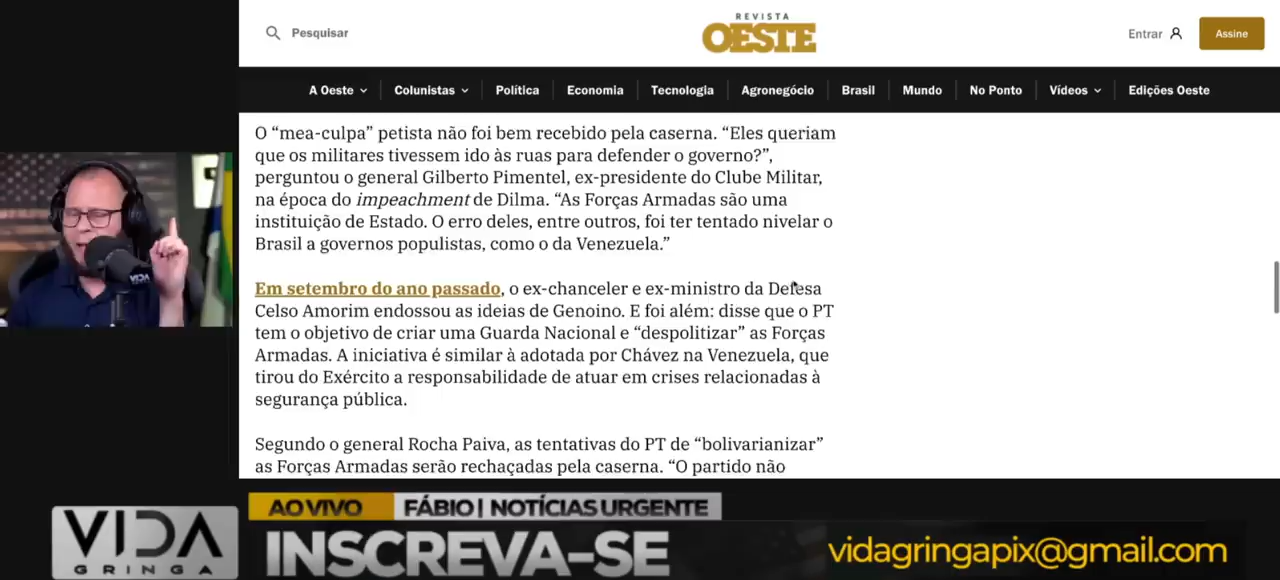 Pesquisar
REVISTA
OESTE
Entrar
Assine
A Oeste
Colunistas
Política
Economia
Tecnologia
Agronegócio
Brasil
Mundo
No Ponto
Vídeos
Edições Oeste
O “mea-culpa” petista não foi bem recebido pela caserna. “Eles queriam
que os militares tivessem ido às ruas para defender o governo?”,
perguntou o general Gilberto Pimentel, ex-presidente do Clube Militar,
na época do impeachment de Dilma. “As Forças Armadas são uma
instituição de Estado. O erro deles, entre outros, foi ter tentado nivelar o
Brasil a governos populistas, como o da Venezuela.”
Em setembro do ano passado, o ex-chanceler e ex-ministro da Defesa
Celso Amorim endossou as ideias de Genoino. E foi além: disse que o PT
tem o objetivo de criar uma Guarda Nacional e “despolitizar” as Forças
Armadas. A iniciativa é similar à adotada por Chávez na Venezuela, que
tirou do Exército a responsabilidade de atuar em crises relacionadas à
segurança pública.
Segundo o general Rocha Paiva, as tentativas do PT de “bolivarianizar”
as Forças Armadas serão rechaçadas pela caserna. “O partido não
VIDA
AO VIVO
FÁBIO | NOTÍCIAS URGENTE
VIDA
GRINGA
INSCREVA-SE
vidagringapix@gmail.com